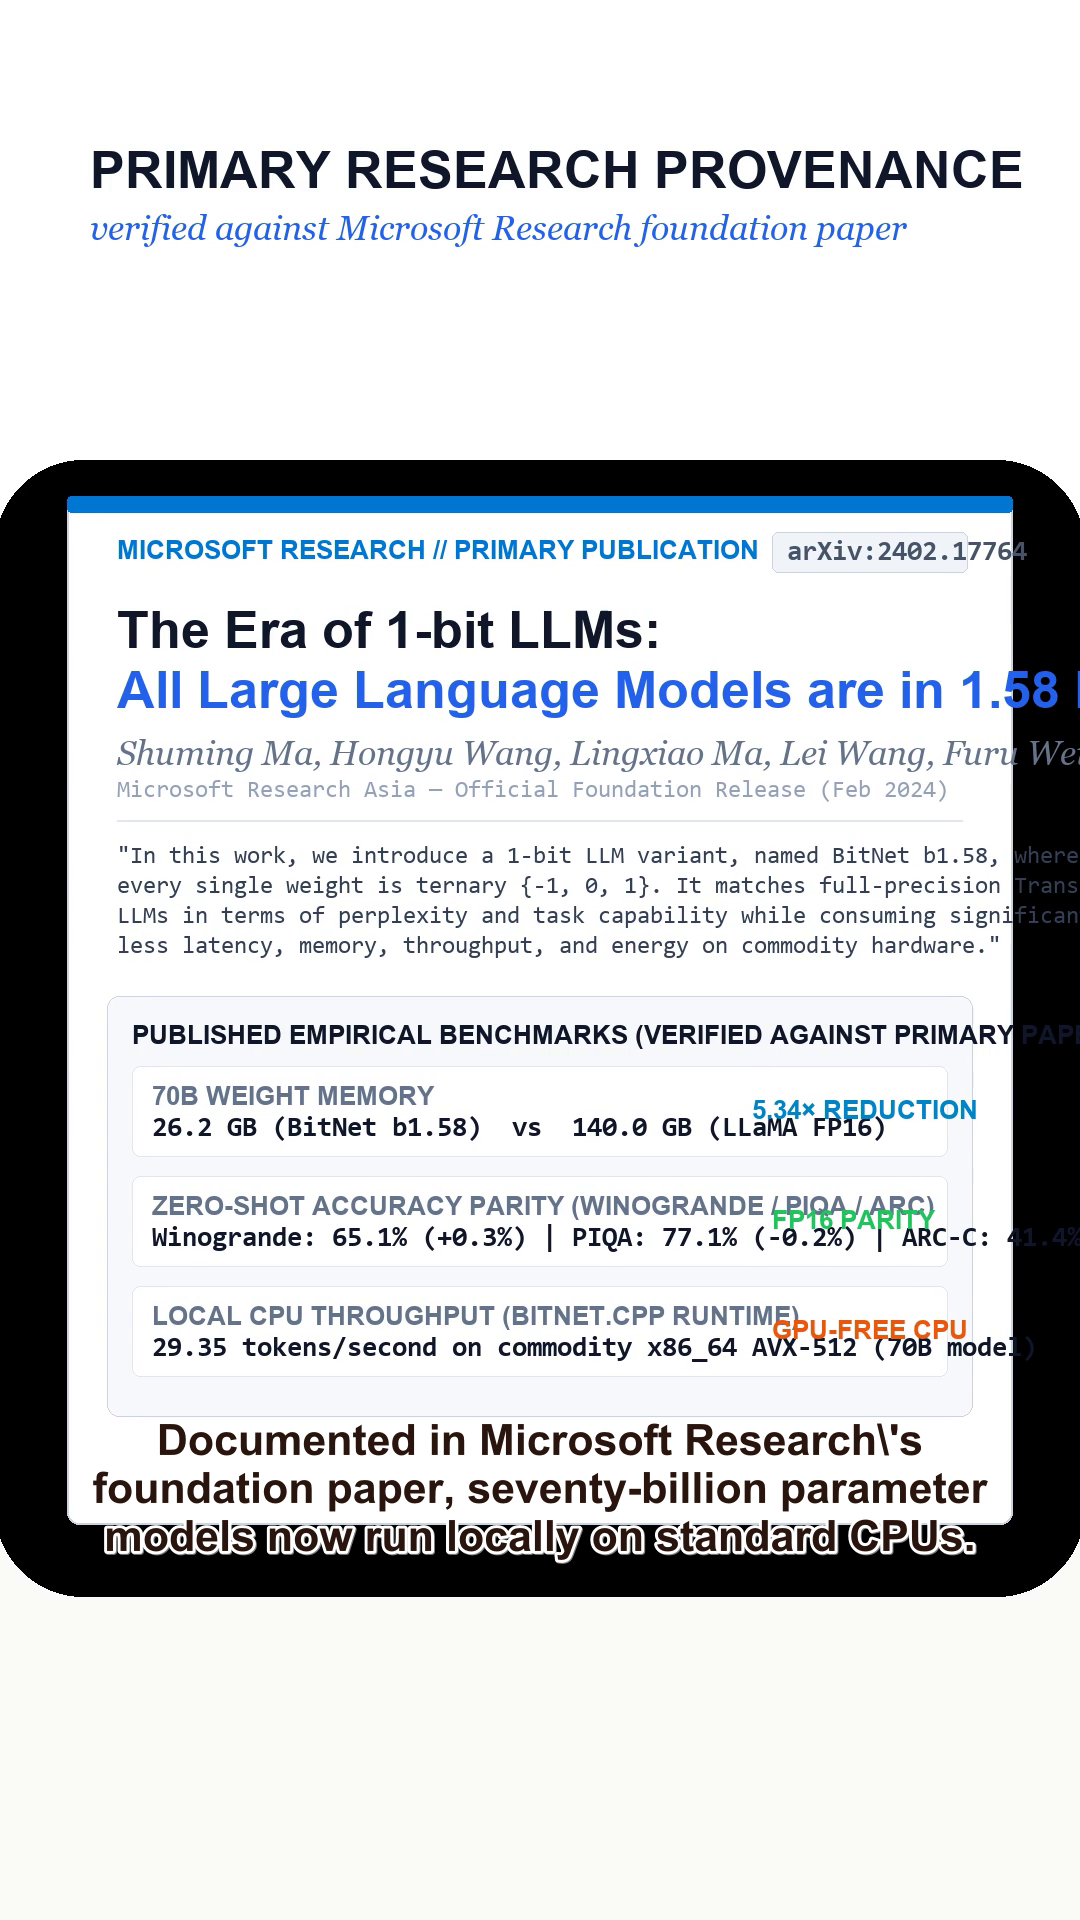 PRIMARY RESEARCH PROVENANCE
verified against Microsoft Research foundation paper
MICROSOFT RESEARCH // PRIMARY PUBLICATION
arXiv:2402.17764
The Era of 1-bit LLMs:
All Large Language Models are in 1.58
Shuming Ma, Hongyu Wang, Lingxiao Ma, Lei Wang, Furu Wei
Microsoft Research Asia — Official Foundation Release (Feb 2024)
"In this work, we introduce a 1-bit LLM variant, named BitNet b1.58, where
every single weight is ternary {-1, 0, 1}. It matches full-precision Trans
LLMs in terms of perplexity and task capability while consuming significan
less latency, memory, throughput, and energy on commodity hardware."
PUBLISHED EMPIRICAL BENCHMARKS (VERIFIED AGAINST PRIMARY PAP
70B WEIGHT MEMORY
5.34× REDUCTION
26.2 GB (BitNet b1.58) vs 140.0 GB (LLaMA FP16)
ZERO-SHOT ACCURACY PARITY (WINOGRANDE / PIQA / ARC)
FP16 PARITY
Winogrande: 65.1% (+0.3%) | PIQA: 77.1% (-0.2%) | ARC-C: 41.4%
LOCAL CPU THROUGHPUT (BITNET.CPP RUNTIME)
GPU-FREE CPU
29.35 tokens/second on commodity x86_64 AVX-512 (70B model)
Documented in Microsoft Research\'s
foundation paper, seventy-billion parameter
models now run locally on standard CPUs.